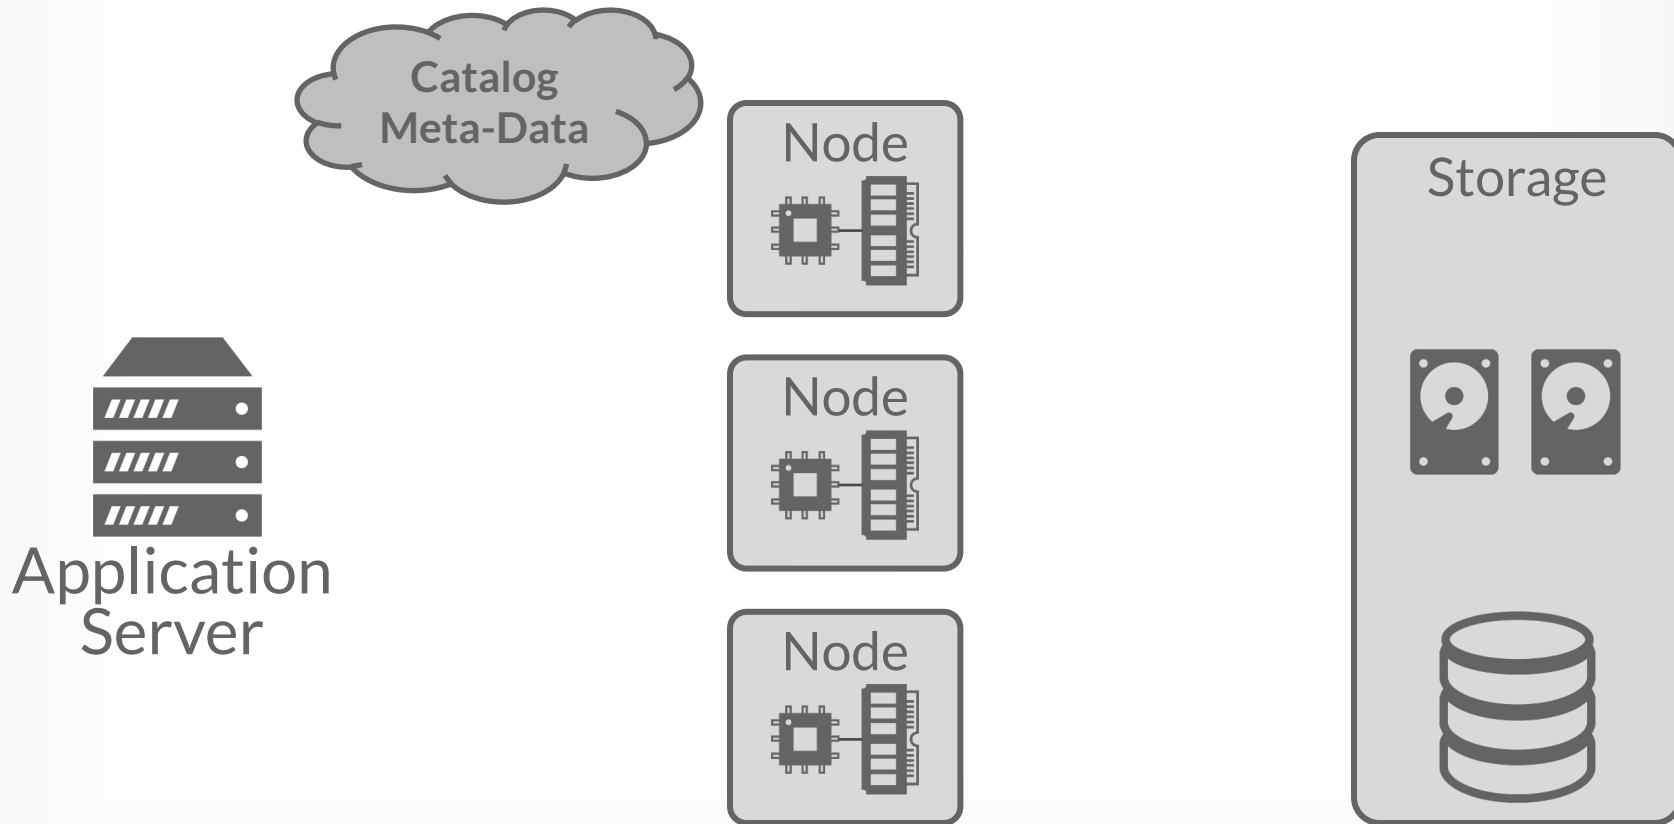 Catalog
Meta-Data
Node
Storage
Node
Application
Server
Node